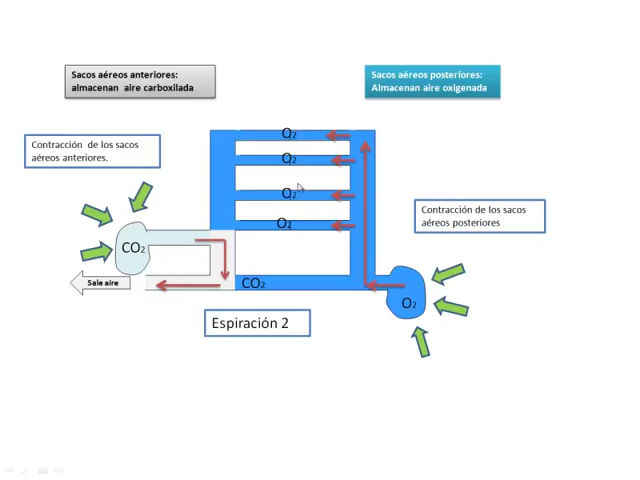 Sacos aéreos anteriores:
almacenan aire carboxilada
Sacos aéreos posteriores:
Almacenan aire oxigenada
Contracción de los sacos
aéreos anteriores.
O2
O2
O2
O2
Contracción de los sacos
aéreos posteriores
CO2
Sale aire
CO2
O2
Espiración 2